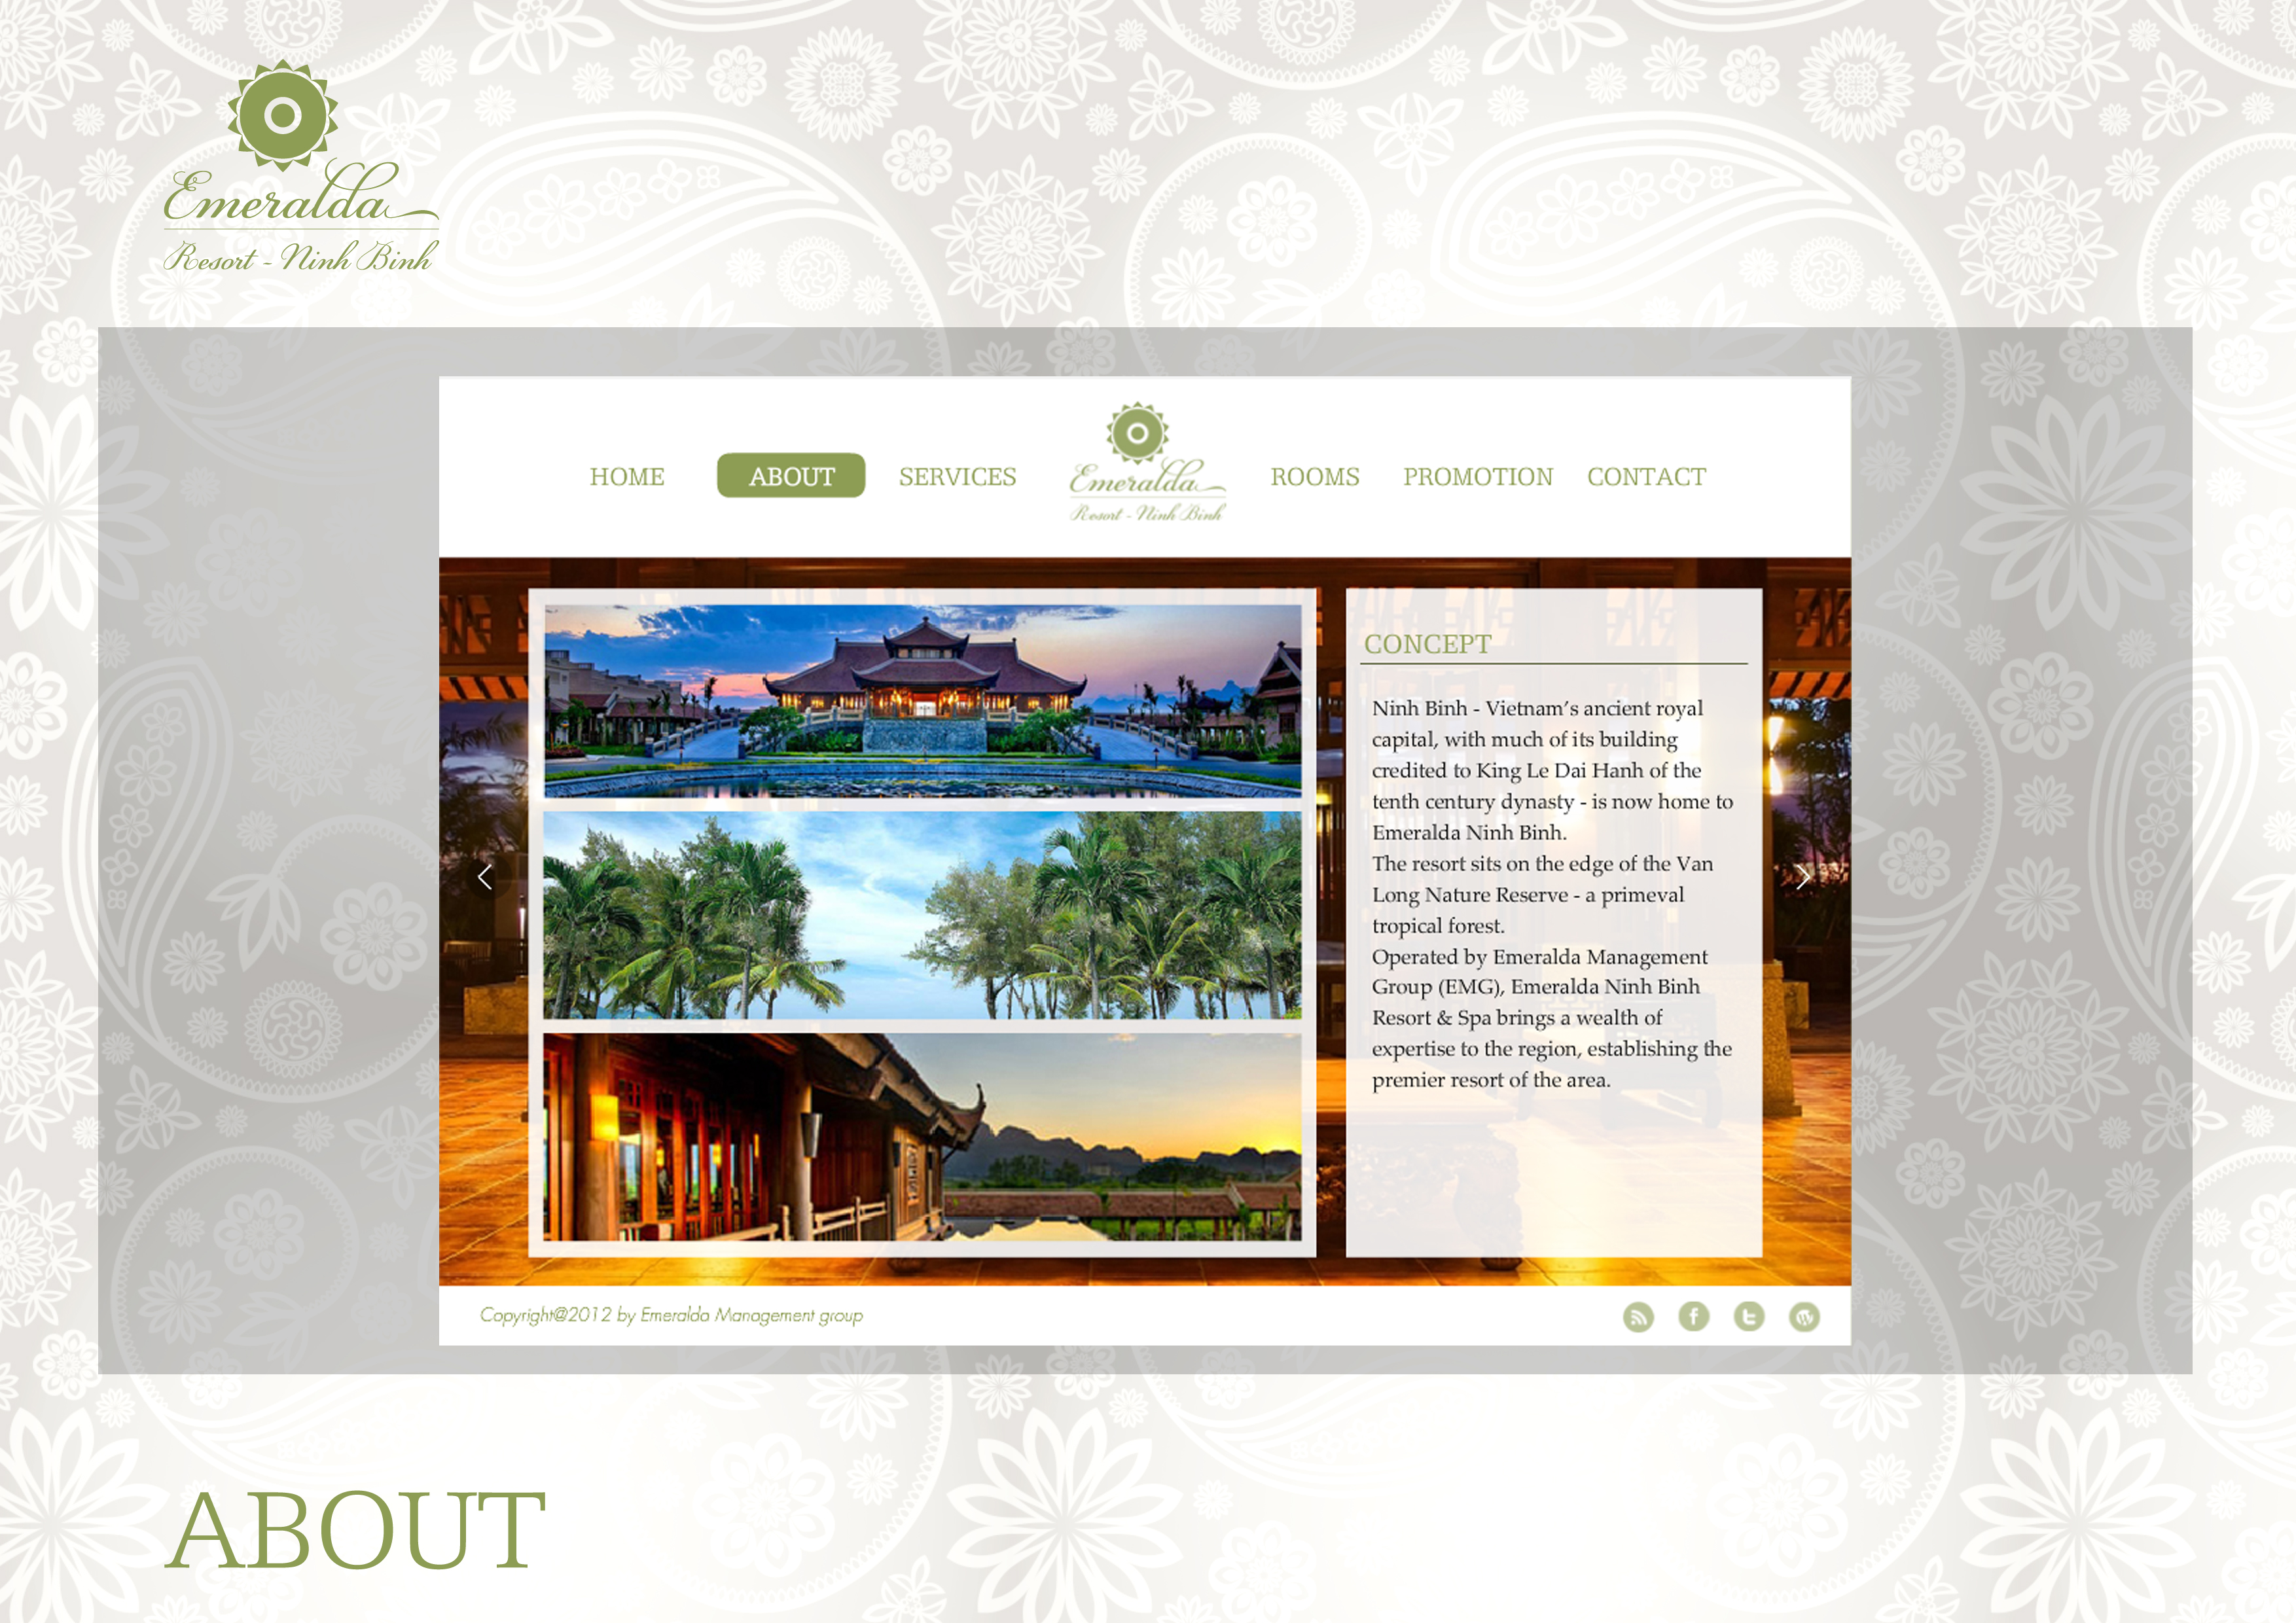 Emeralda
Resort - Ninh Binh
HOME ABOUT SERVICES
Emeralda
Resort - Ninh Binh
ROOMS PROMOTION CONTACT
CONCEPT
Ninh Binh - Vietnam’s ancient royal
capital, with much of its building
credited to King Le Dai Hanh of the
tenth century dynasty - is now home to
Emeralda Ninh Binh.
The resort sits on the edge of the Van
Long Nature Reserve - a primeval
tropical forest.
Operated by Emeralda Management
Group (EMG), Emeralda Ninh Binh
Resort & Spa brings a wealth of
expertise to the region, establishing the
premier resort of the area.
Copyright@2012 by Emeralda Management group
ABOUT